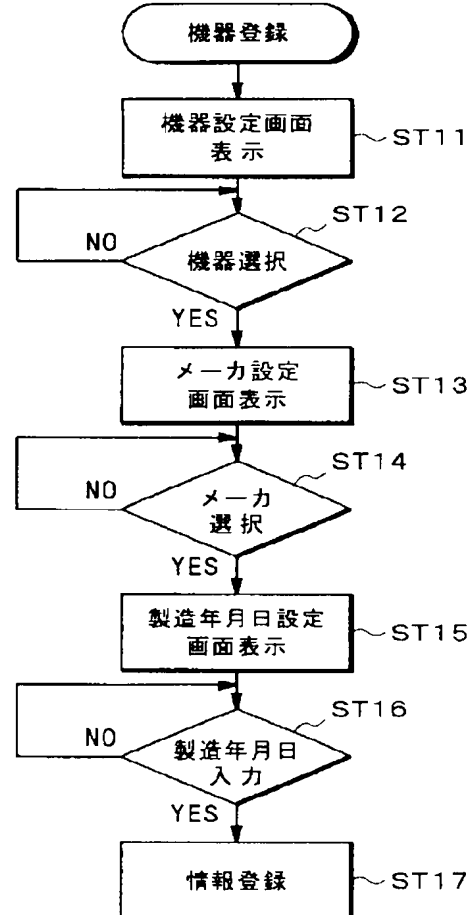 機器登録
機器設定画面
表示
ST11
ST12
NO
機器選択
YES
メーカ設定
画面表示
ST13
ST14
NO
メーカ
選択
YES
製造年月日設定
画面表示
ST15
ST16
NO
製造年月日
入力
YES
情報登録
ST17